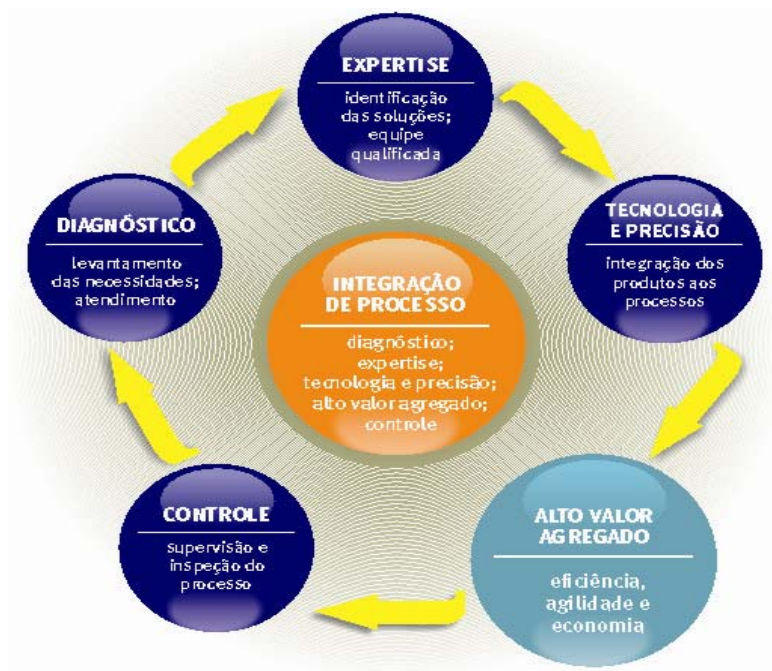 EXPERTISE
identificação
das soluções;
equipe
qualificada
TECNOLOGIA
E PRECISÃO
integração dos
produtos aos
processos
ALTO VALOR
AGREGADO
eficiência,
agilidade e
economia
CONTROLE
supervisão e
inspeção do
processo
DIAGNÓSTICO
levantamento
das necessidades;
atendimento
INTEGRAÇÃO
DE PROCESSO
diagnóstico;
expertise;
tecnologia e precisão;
alto valor agregado;
controle